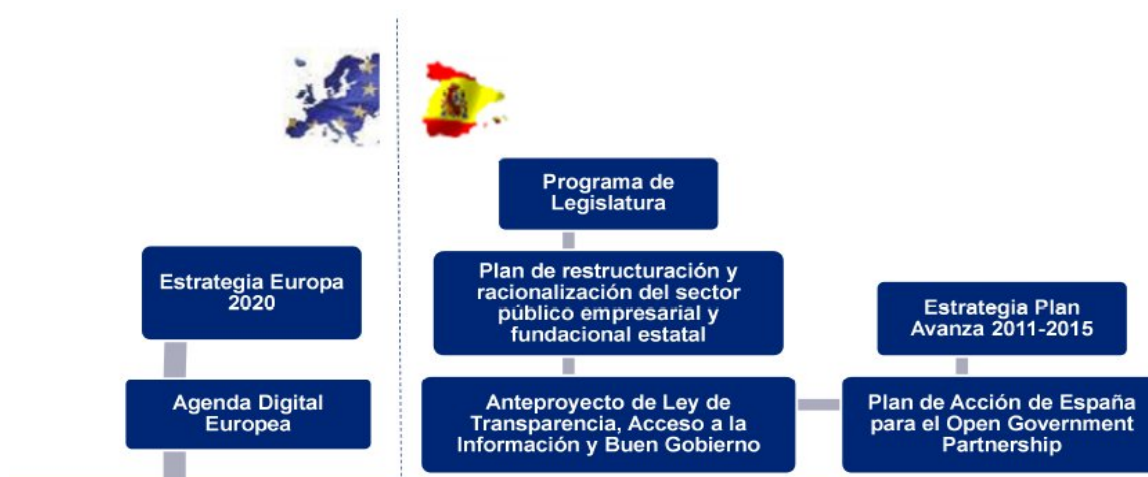 Programa de
Legislatura
Estrategia Europa
2020
Plan de restructuración y
racionalización del sector
público empresarial y
fundacional estatal
Estrategia Plan
Avanza 2011-2015
Agenda Digital
Europea
Anteproyecto de Ley de
Transparencia, Acceso a la
Información y Buen Gobierno
Plan de Acción de España
para el Open Government
Partnership